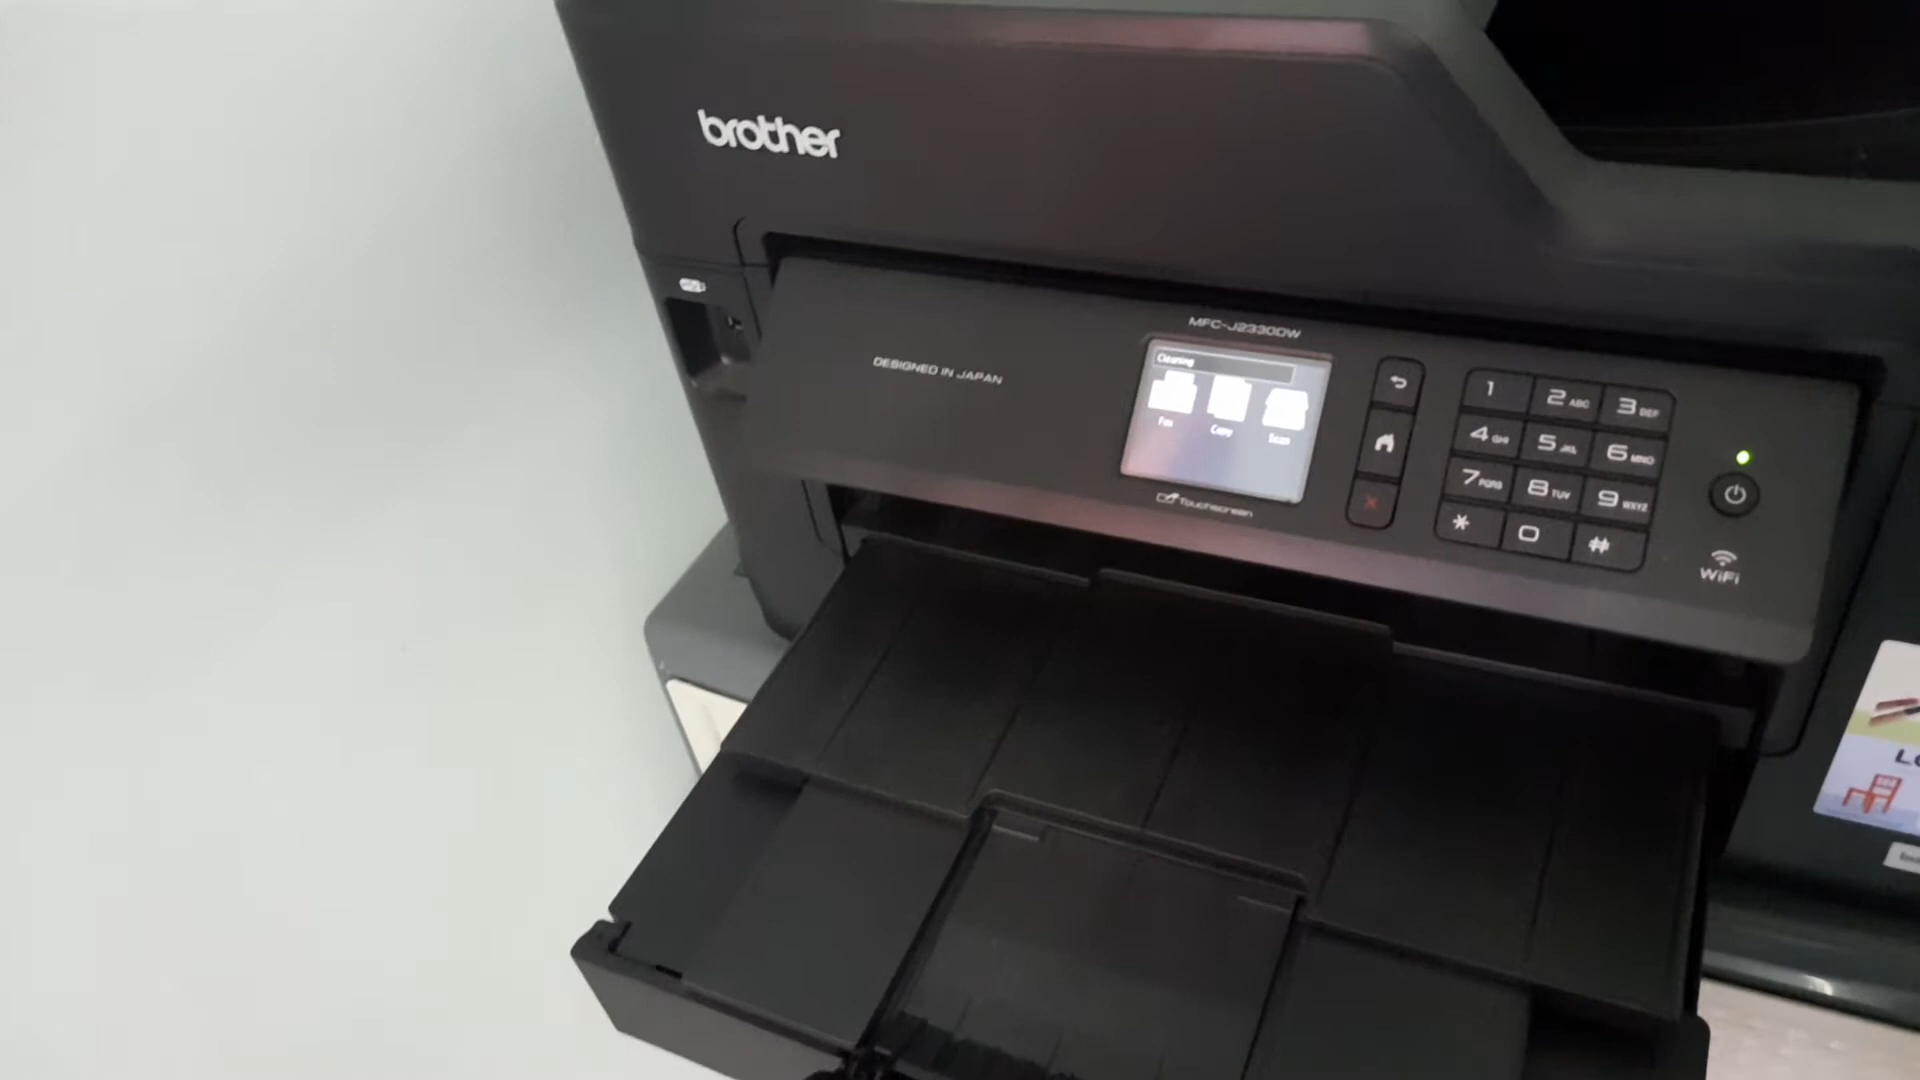 brother
MFC-J2330DW
DESIGNED IN JAPAN
Cleaning
Fax Copy Scan
Touchscreen
1 2 ABC 3 DEF
4 GHI 5 JKL 6 MNO
7 PQRS 8 TUV 9 WXYZ
* 0 #
WiFi